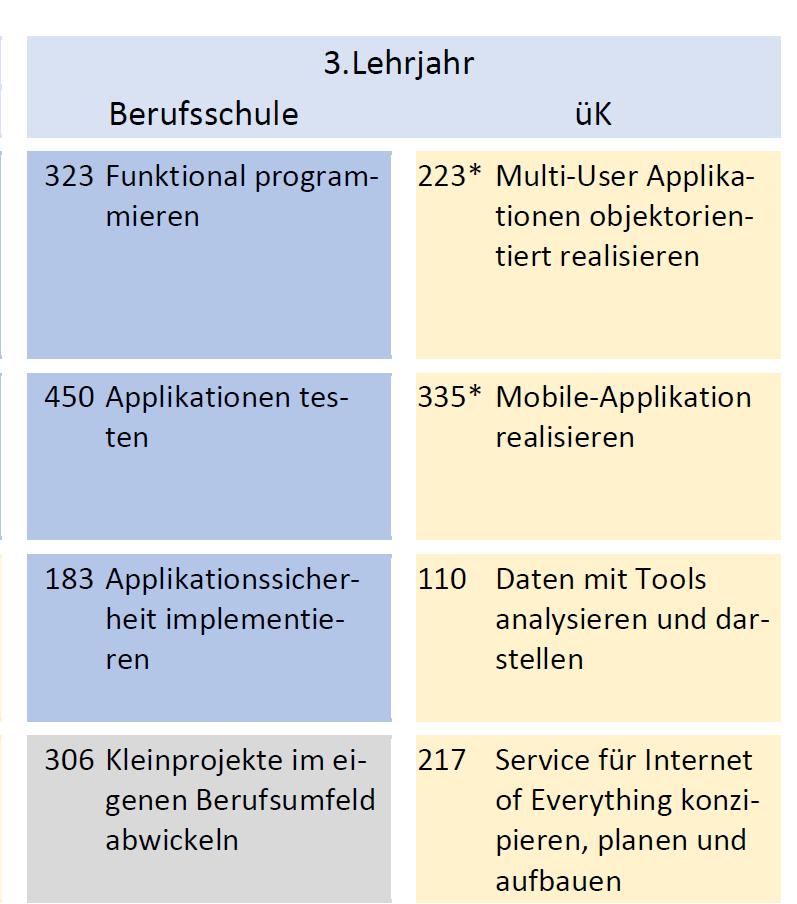 3.Lehrjahr
Berufsschule üK
323 Funktional program-
mieren
223* Multi-User Applika-
tionen objektorien-
tiert realisieren
450 Applikationen tes-
ten
335* Mobile-Applikation
realisieren
183 Applikationssicher-
heit implementie-
ren
110 Daten mit Tools
analysieren und dar-
stellen
306 Kleinprojekte im ei-
genen Berufsumfeld
abwickeln
217 Service für Internet
of Everything konzi-
pieren, planen und
aufbauen